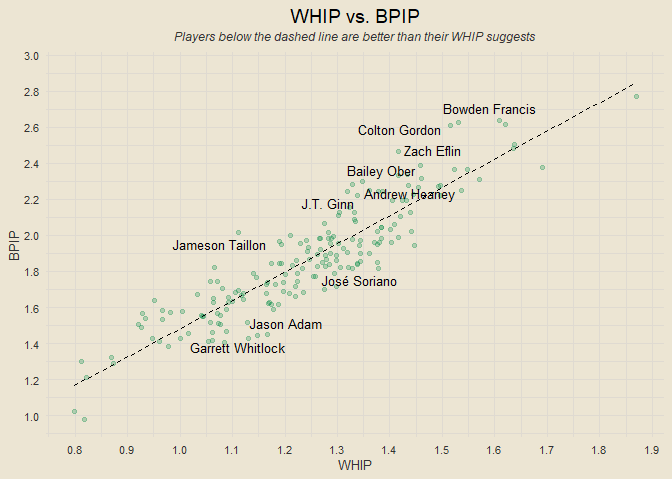 WHIP vs. BPIP
Players below the dashed line are better than their WHIP suggests
3.0
2.8
2.6
2.4
2.2
2.0
1.8
1.6
1.4
1.2
1.0
BPIP
Bowden Francis
Colton Gordon
Zach Eflin
Bailey Ober
Andrew Heaney
J.T. Ginn
Jameson Taillon
José Soriano
Jason Adam
Garrett Whitlock
0.8 0.9 1.0 1.1 1.2 1.3 1.4 1.5 1.6 1.7 1.8 1.9
WHIP